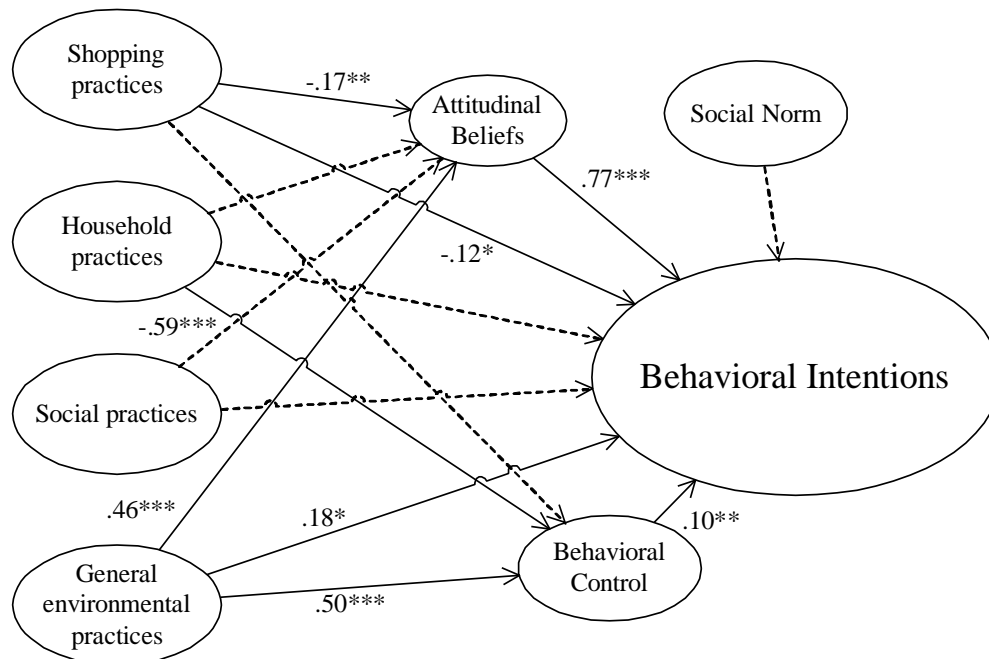 Shopping
practices
-.17**
Attitudinal
Beliefs
Social Norm
.77***
Household
practices
-.12*
-.59***
Behavioral Intentions
Social practices
.46***
.18*
.10**
Behavioral
Control
General
environmental
practices
.50***